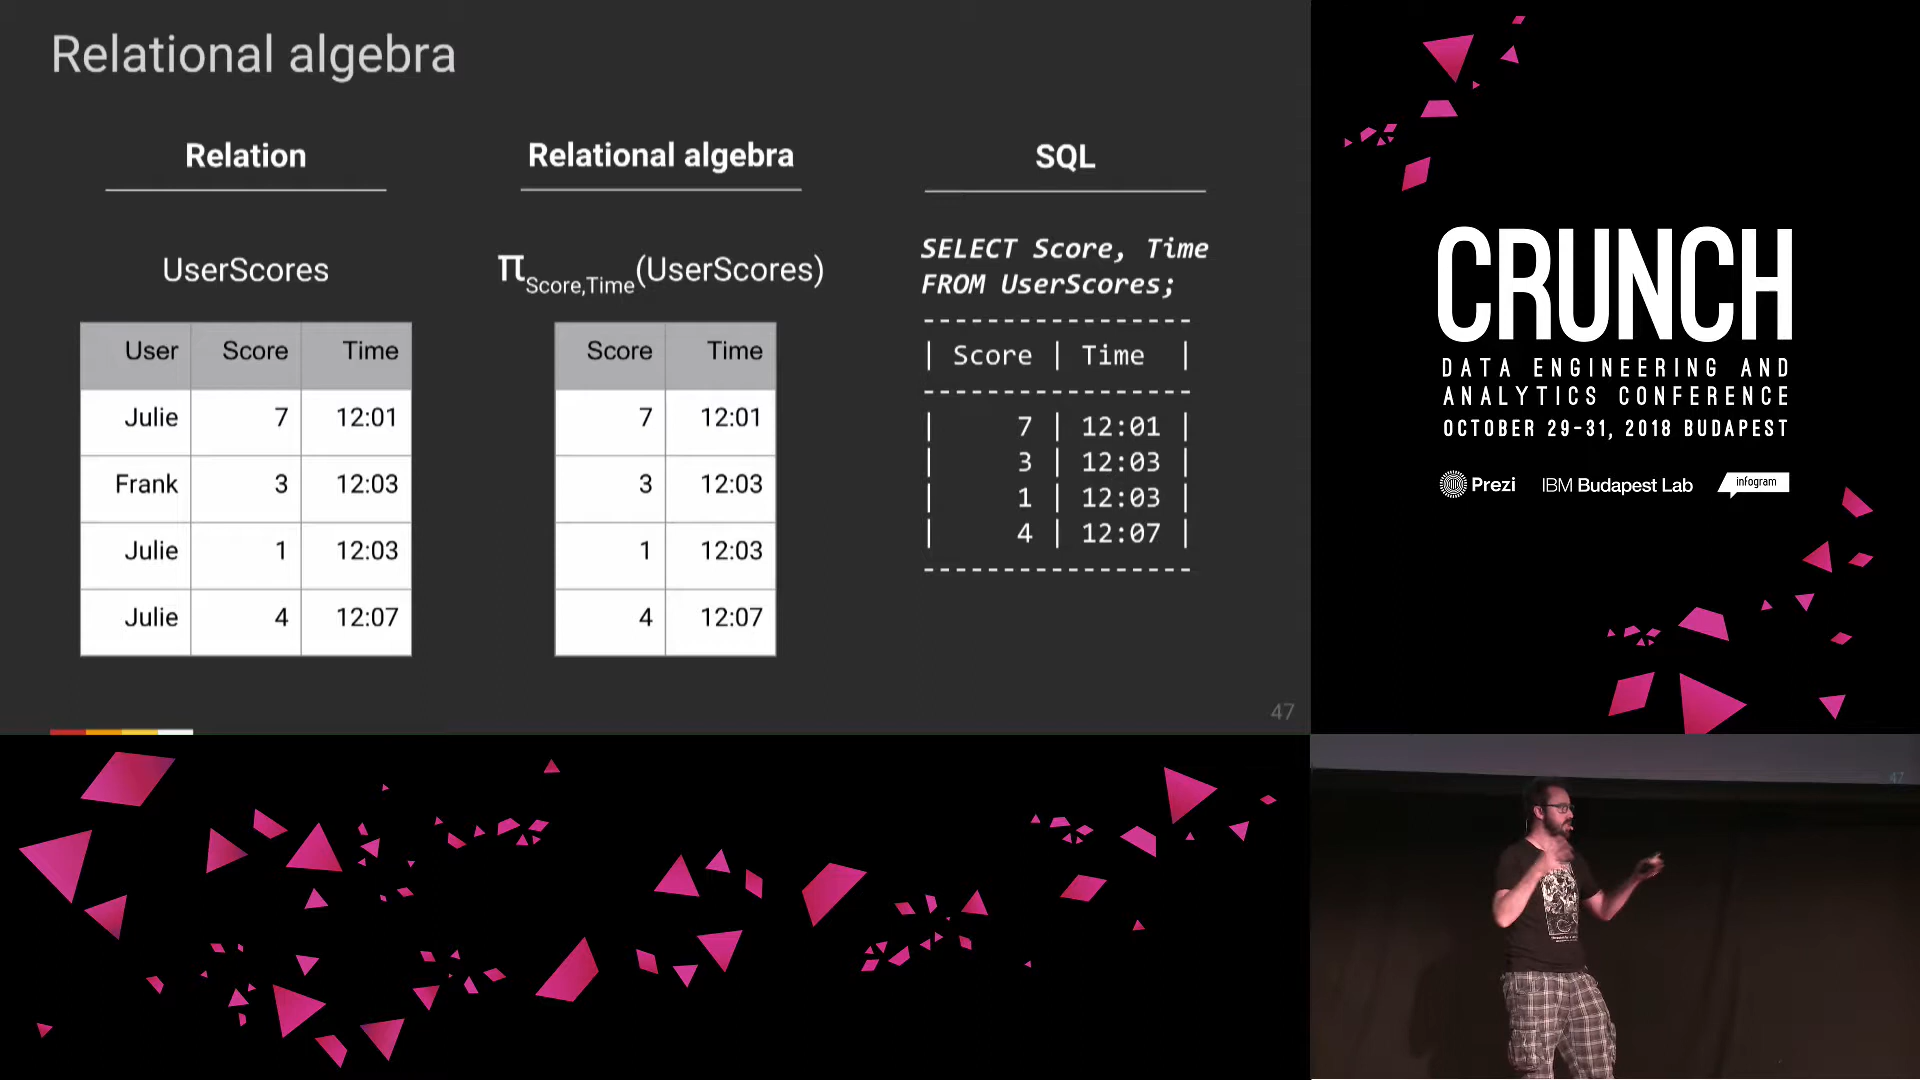 Relational algebra
Relation
UserScores
User Score Time
Julie 7 12:01
Frank 3 12:03
Julie 1 12:03
Julie 4 12:07
Relational algebra
πScore,Time(UserScores)
Score Time
7 12:01
3 12:03
1 12:03
4 12:07
SQL
SELECT Score, Time
FROM UserScores;
-----------------
| Score | Time |
-----------------
| 7 | 12:01 |
| 3 | 12:03 |
| 1 | 12:03 |
| 4 | 12:07 |
-----------------
47
CRUNCH
DATA ENGINEERING AND
ANALYTICS CONFERENCE
OCTOBER 29-31, 2018 BUDAPEST
Prezi IBM Budapest Lab infogram
47